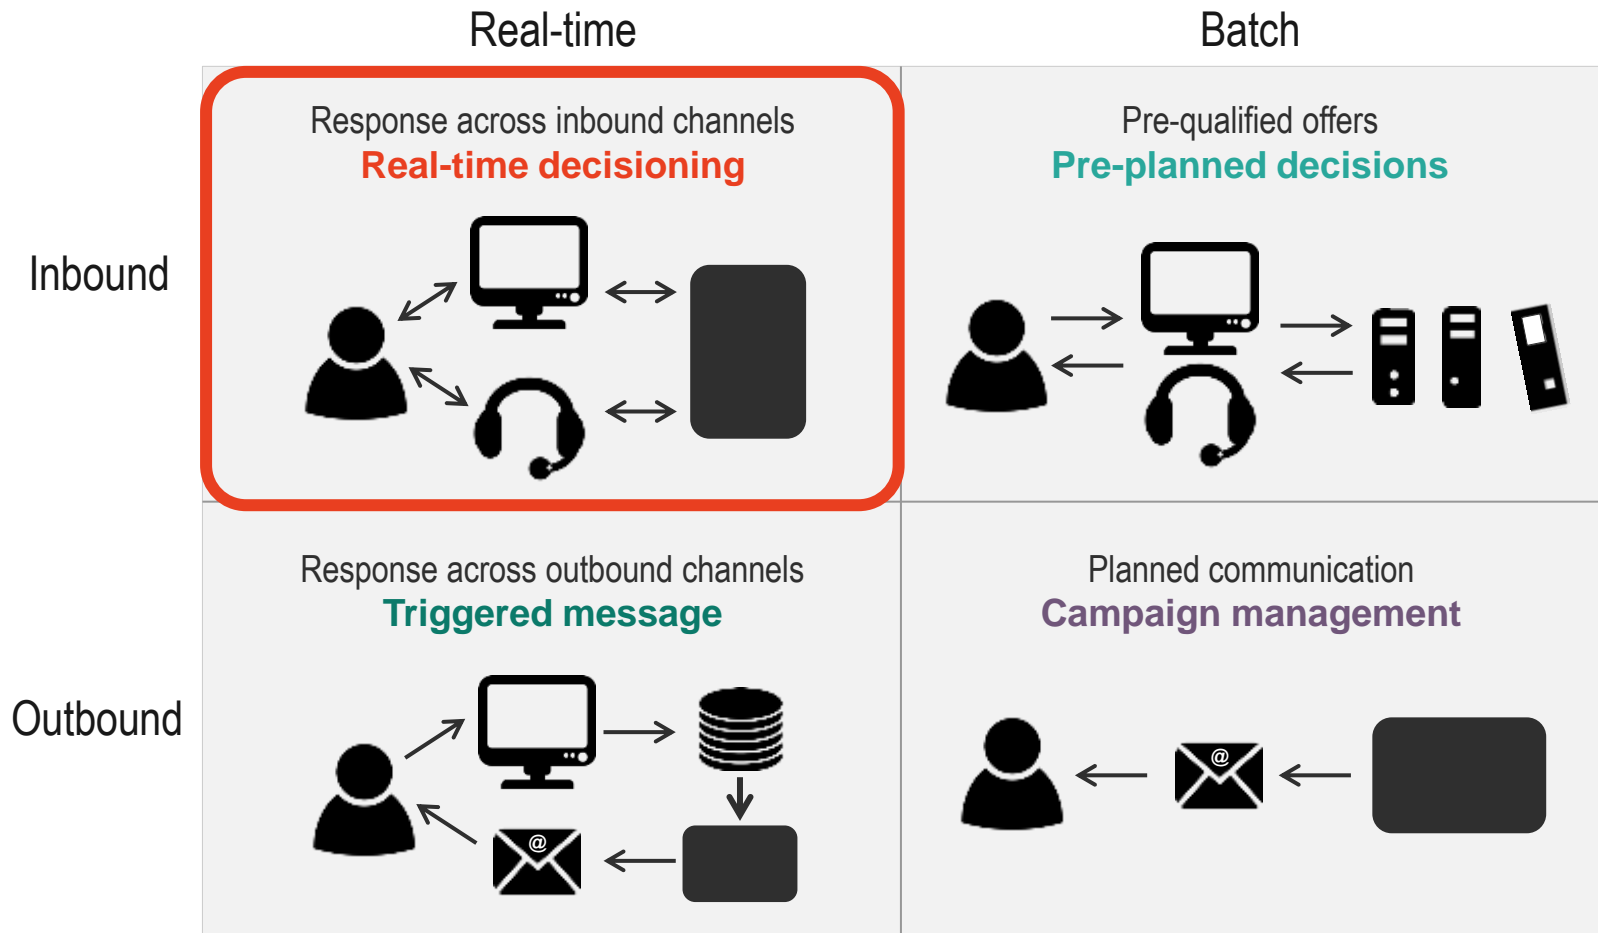 Real-time
Batch
Inbound
Response across inbound channels
Real-time decisioning
Pre-qualified offers
Pre-planned decisions
Outbound
Response across outbound channels
Triggered message
@
Planned communication
Campaign management
@